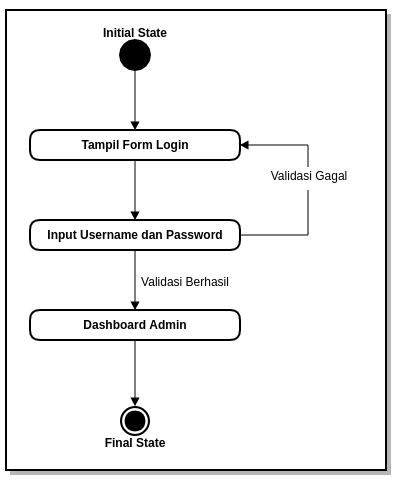 Initial State
Tampil Form Login
Validasi Gagal
Input Username dan Password
Validasi Berhasil
Dashboard Admin
Final State